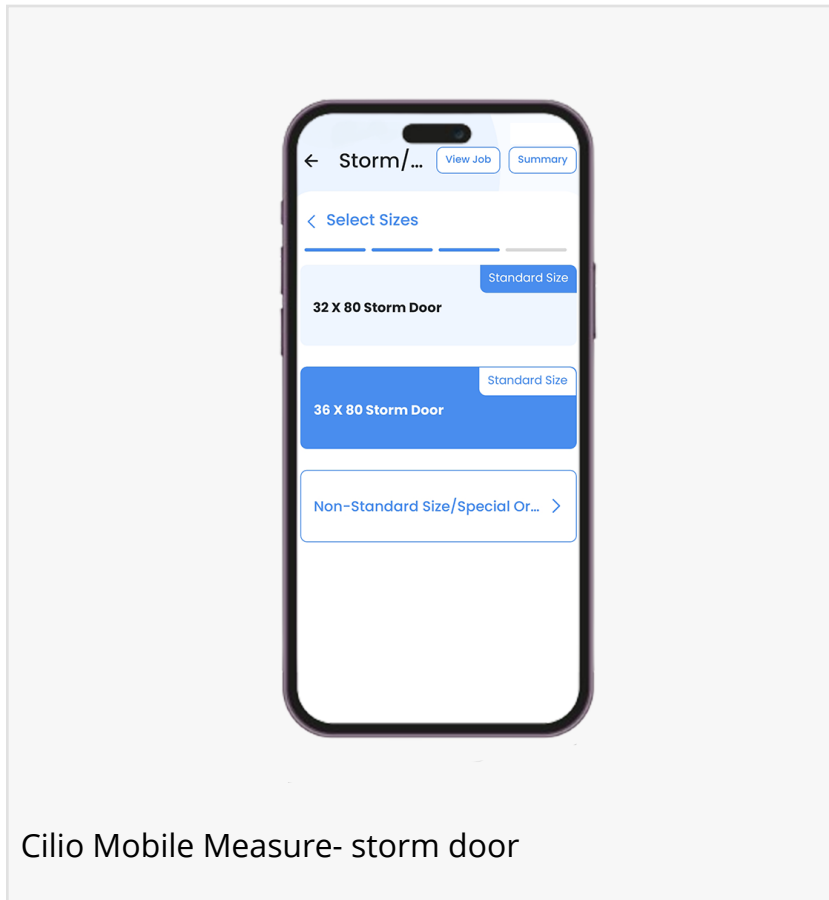 Storm/... View Job Summary
Select Sizes
Standard Size
32 X 80 Storm Door
Standard Size
36 X 80 Storm Door
Non-Standard Size/Special Or...
Cilio Mobile Measure- storm door